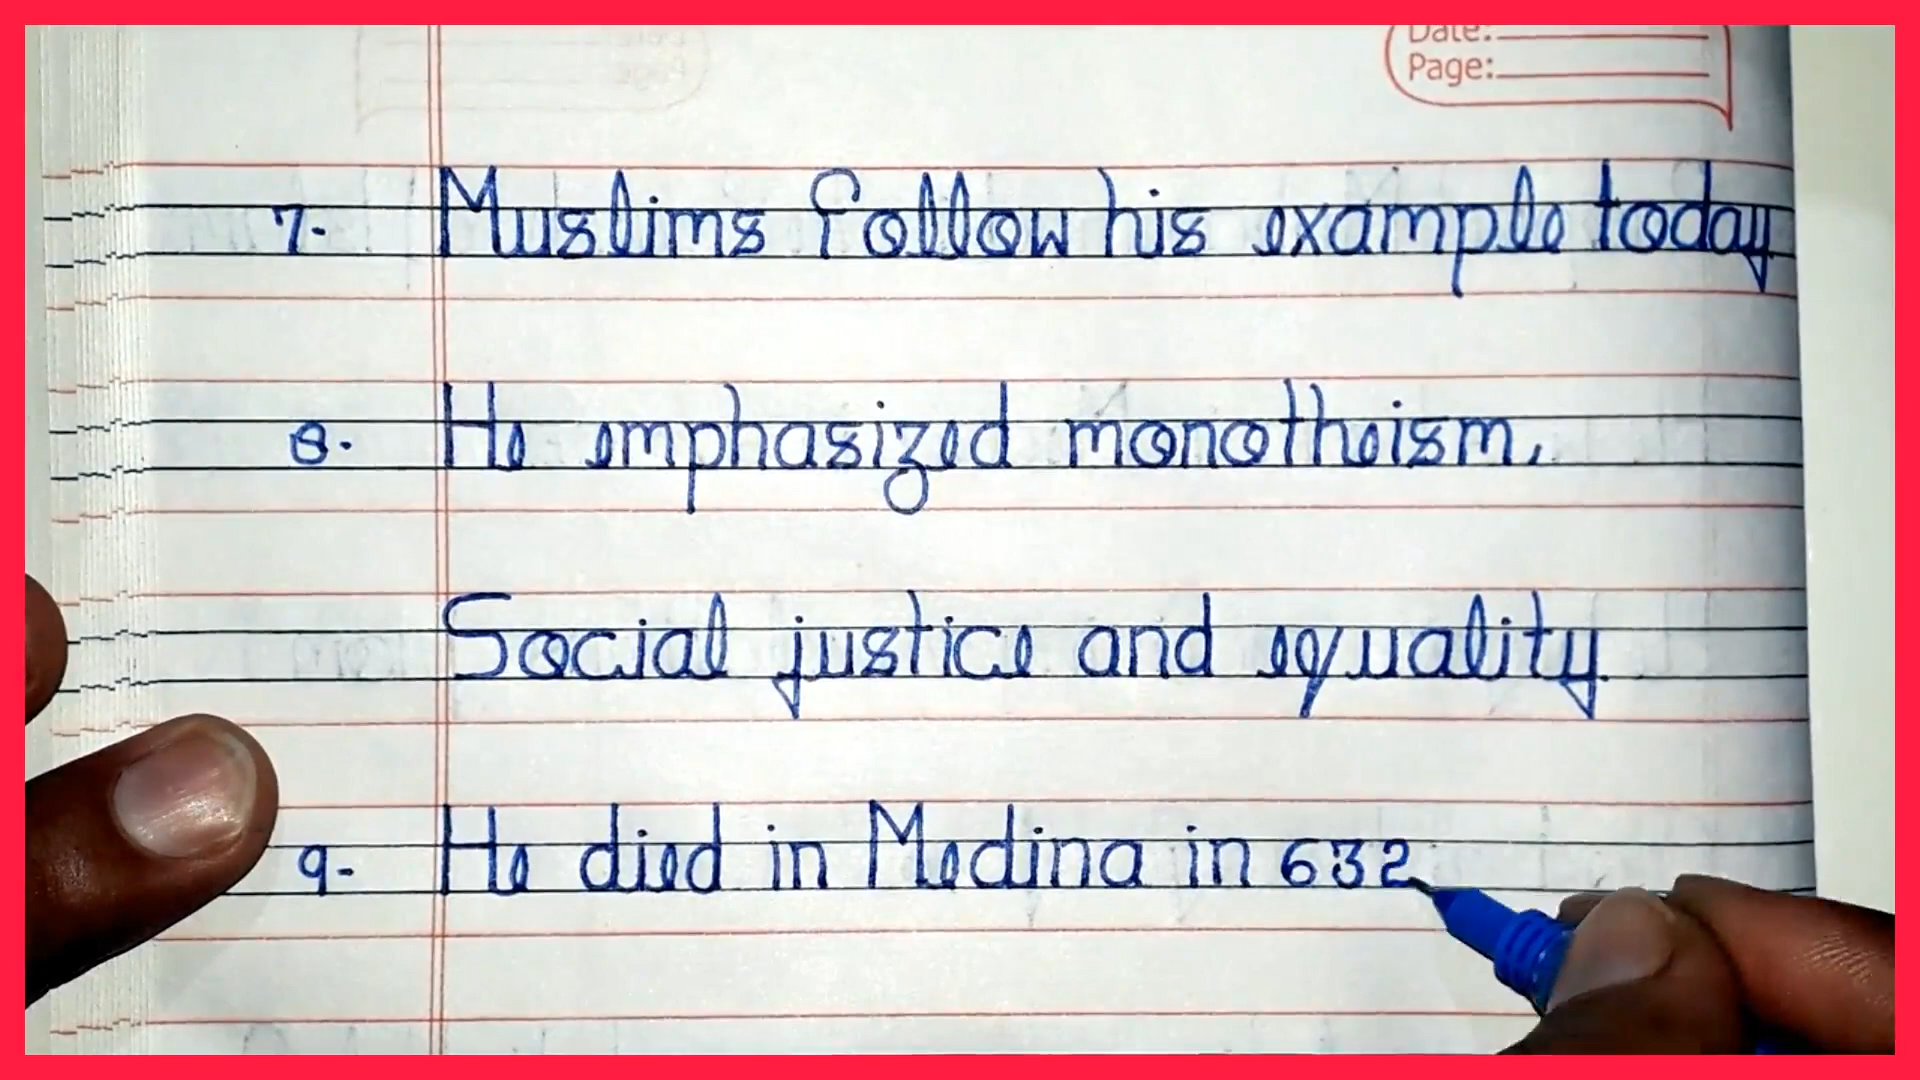 Date:
Page:
7. Muslims follow his example today
8. He emphasized monotheism,
Social justice and equality.
9. He died in Medina in 632